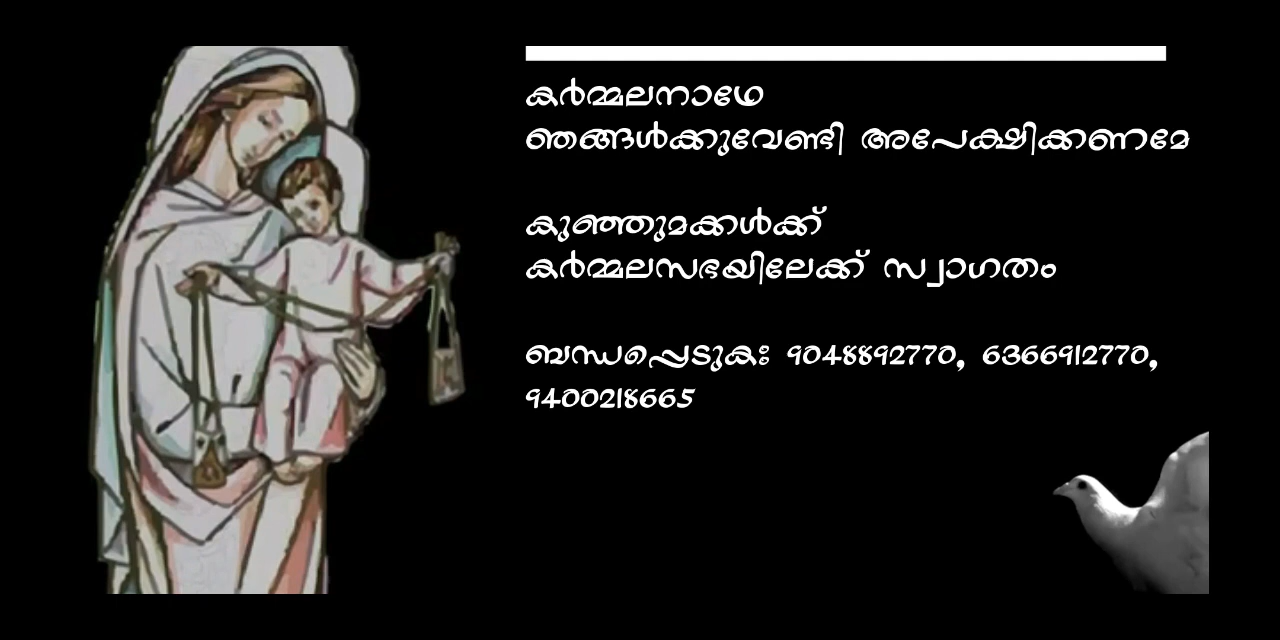 കർമ്മലനാഥേ
ഞങ്ങൾക്കുവേണ്ടി അപേക്ഷിക്കണമേ
കുഞ്ഞുമക്കൾക്ക്
കർമ്മലസഭയിലേക്ക് സ്വാഗതം
ബന്ധപ്പെടുകഃ 9048892770, 6366912770,
9400218665